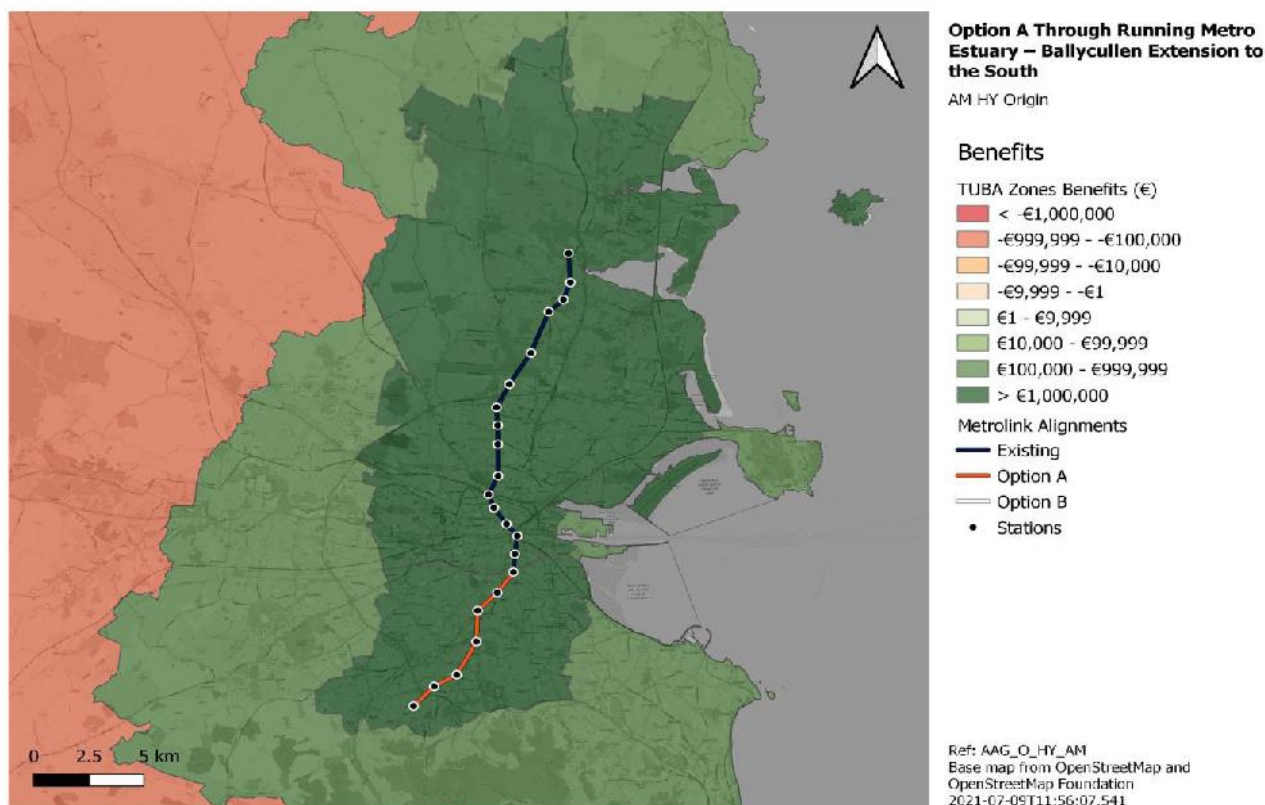 Option A Through Running Metro
Estuary – Ballycullen Extension to
the South
AM HY Origin
Benefits
TUBA Zones Benefits (€)
< -€1,000,000
-€999,999 - -€100,000
-€99,999 - -€10,000
-€9,999 - -€1
€1 - €9,999
€10,000 - €99,999
€100,000 - €999,999
> €1,000,000
Metrolink Alignments
Existing
Option A
Option B
Stations
0 2.5 5 km
Ref: AAG_O_HY_AM
Base map from OpenStreetMap and
OpenStreetMap Foundation
2021-07-09T11:56:07.541